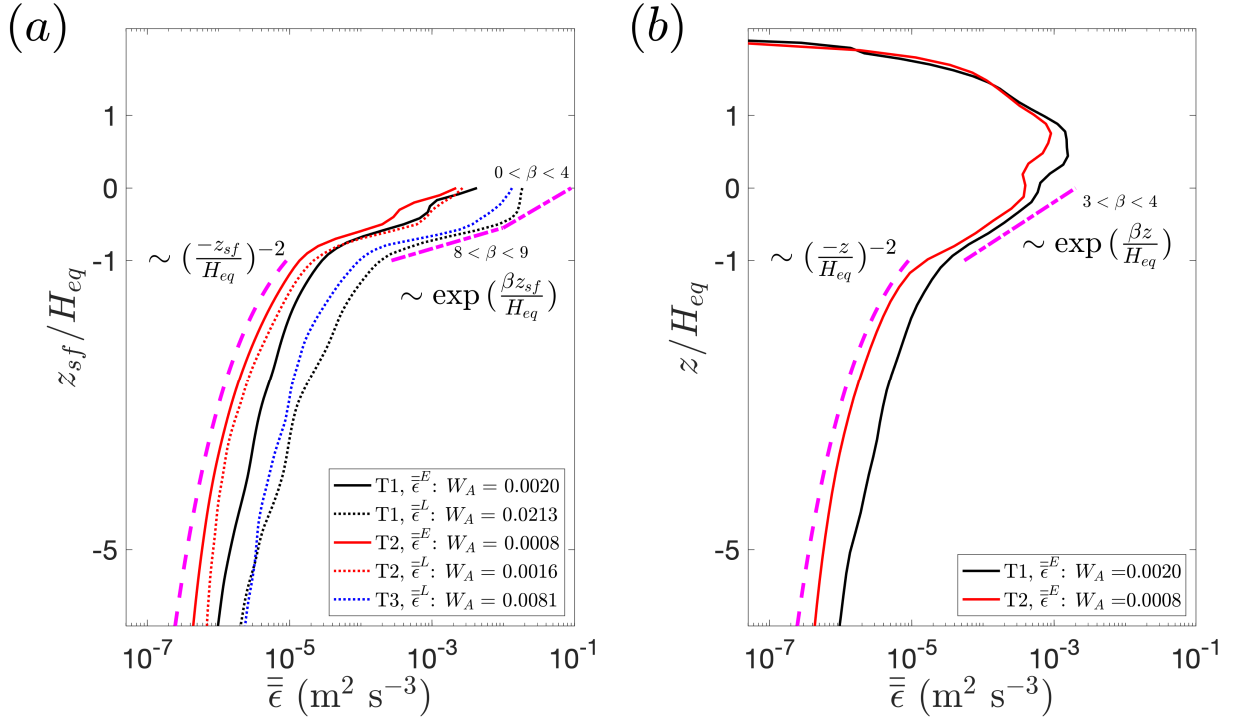 (a)
z_sf/H_eq
1
0
-1
-5
0 < β < 4
8 < β < 9
∼ (−z_sf/H_eq)^−2
∼ exp (βz_sf/H_eq)
T1, ε̿^E: W_A = 0.0020
T1, ε̿^L: W_A = 0.0213
T2, ε̿^E: W_A = 0.0008
T2, ε̿^L: W_A = 0.0016
T3, ε̿^L: W_A = 0.0081
10^-7 10^-5 10^-3 10^-1
ε̿ (m² s⁻³)
(b)
z/H_eq
1
0
-1
-5
3 < β < 4
∼ (−z/H_eq)^−2
∼ exp (βz/H_eq)
T1, ε̿^E: W_A =0.0020
T2, ε̿^E: W_A =0.0008
10^-7 10^-5 10^-3 10^-1
ε̿ (m² s⁻³)